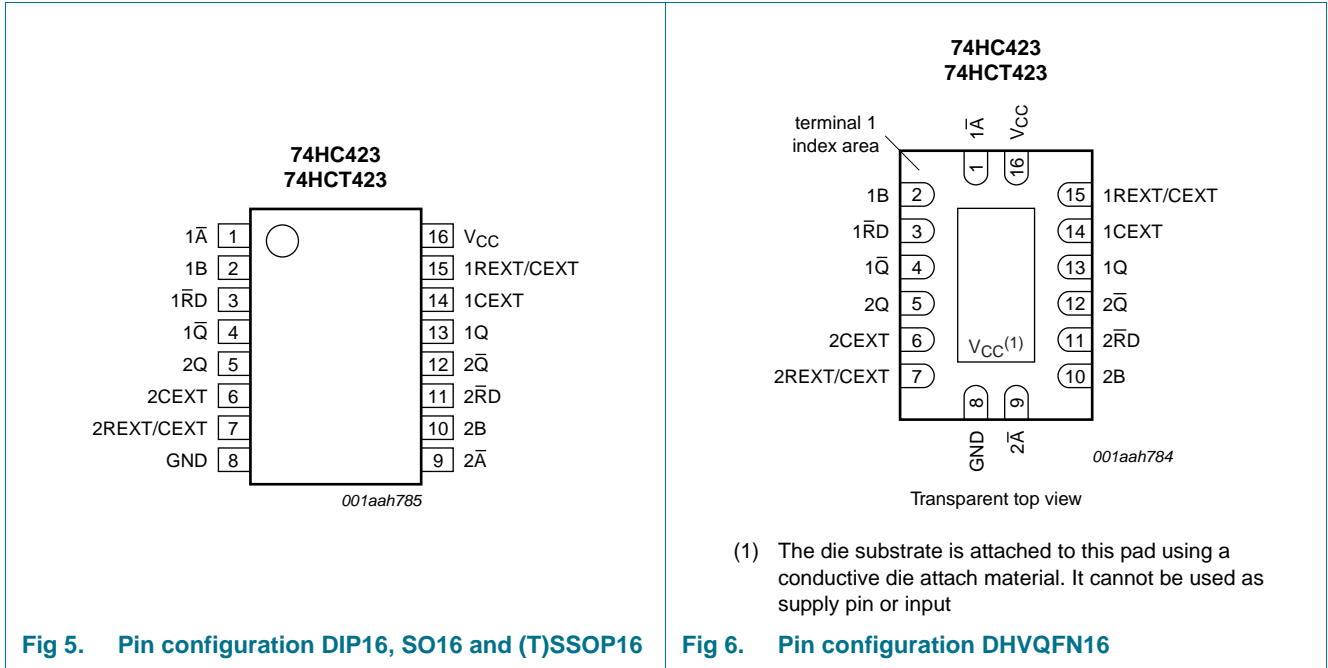 74HC423
74HCT423
1A̅ 1
1B 2
1R̅D 3
1Q̅ 4
2Q 5
2CEXT 6
2REXT/CEXT 7
GND 8
16 VCC
15 1REXT/CEXT
14 1CEXT
13 1Q
12 2Q̅
11 2R̅D
10 2B
9 2A̅
001aah785
Fig 5. Pin configuration DIP16, SO16 and (T)SSOP16
74HC423
74HCT423
terminal 1
index area
1A̅
VCC
1
16
1B 2
1R̅D 3
1Q̅ 4
2Q 5
2CEXT 6
2REXT/CEXT 7
15 1REXT/CEXT
14 1CEXT
13 1Q
12 2Q̅
11 2R̅D
10 2B
VCC(1)
8
9
GND
2A̅
001aah784
Transparent top view
(1) The die substrate is attached to this pad using a
conductive die attach material. It cannot be used as
supply pin or input
Fig 6. Pin configuration DHVQFN16